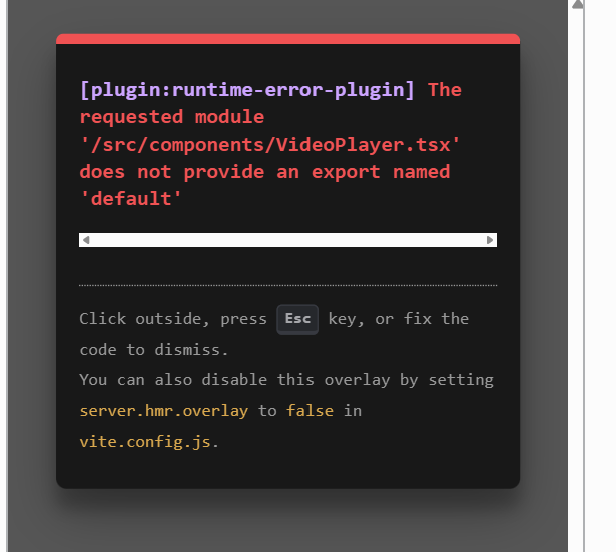 [plugin:runtime-error-plugin] The
requested module
'/src/components/VideoPlayer.tsx'
does not provide an export named
'default'
Click outside, press Esc key, or fix the
code to dismiss.
You can also disable this overlay by setting
server.hmr.overlay to false in
vite.config.js.